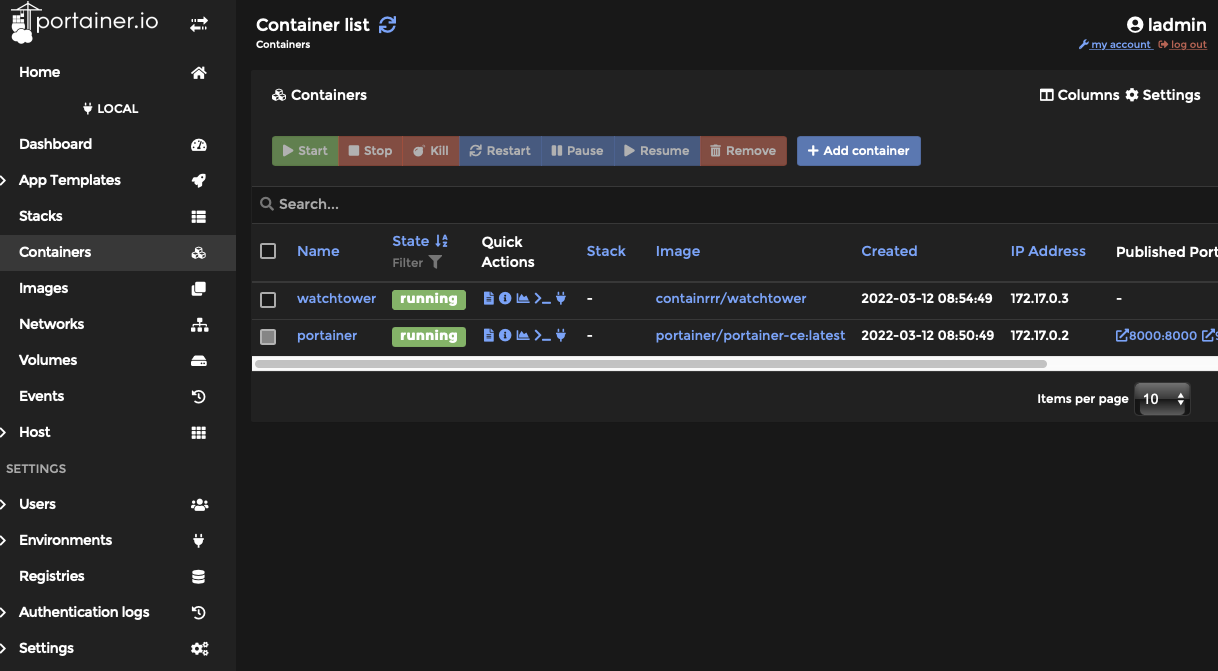 portainer.io
Home
LOCAL
Dashboard
App Templates
Stacks
Containers
Images
Networks
Volumes
Events
Host
SETTINGS
Users
Environments
Registries
Authentication logs
Settings
Container list
Containers
ladmin
my account log out
Containers
Columns Settings
Start Stop Kill Restart Pause Resume Remove Add container
Search...
Name State Filter Quick Actions Stack Image Created IP Address Published Port
watchtower running - containrrr/watchtower 2022-03-12 08:54:49 172.17.0.3 -
portainer running - portainer/portainer-ce:latest 2022-03-12 08:50:49 172.17.0.2 8000:8000
Items per page 10